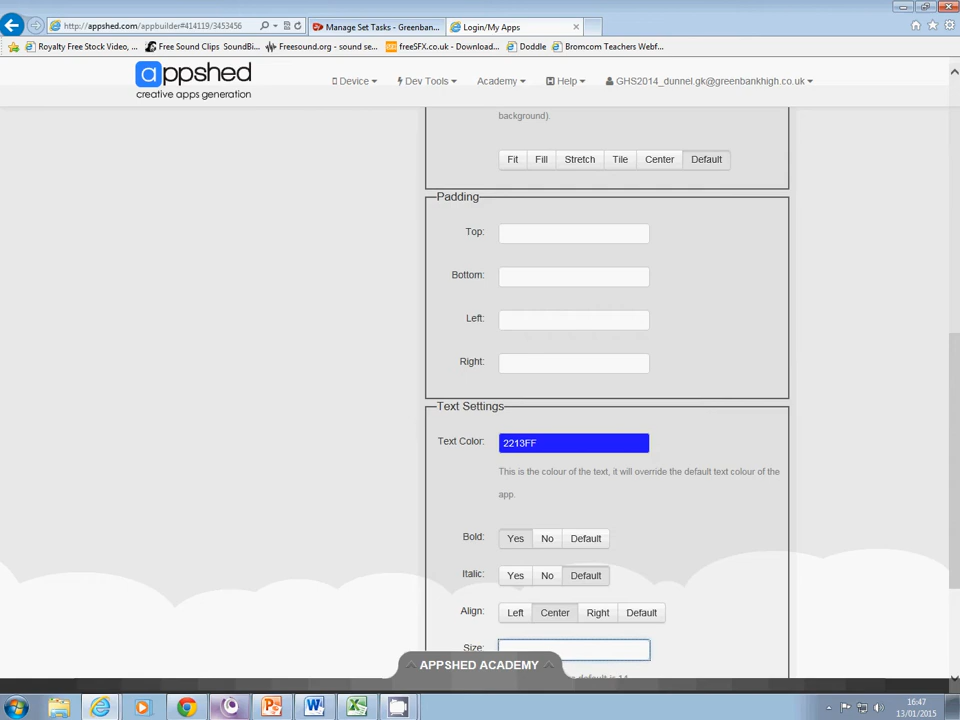 http://appshed.com/appbuilder#414119/3453456
Manage Set Tasks - Greenban...
Login/My Apps
Royalty Free Stock Video, ...
Free Sound Clips SoundBi...
Freesound.org - sound se...
freeSFX.co.uk - Download...
Doddle
Bromcom Teachers Webf...
appshed
creative apps generation
Device
Dev Tools
Academy
Help
GHS2014_dunnel.gk@greenbankhigh.co.uk
background).
Fit Fill Stretch Tile Center Default
Padding
Top:
Bottom:
Left:
Right:
Text Settings
Text Color: 2213FF
This is the colour of the text, it will override the default text colour of the
app.
Bold: Yes No Default
Italic: Yes No Default
Align: Left Center Right Default
Size:
APPSHED ACADEMY
16:47
13/01/2015